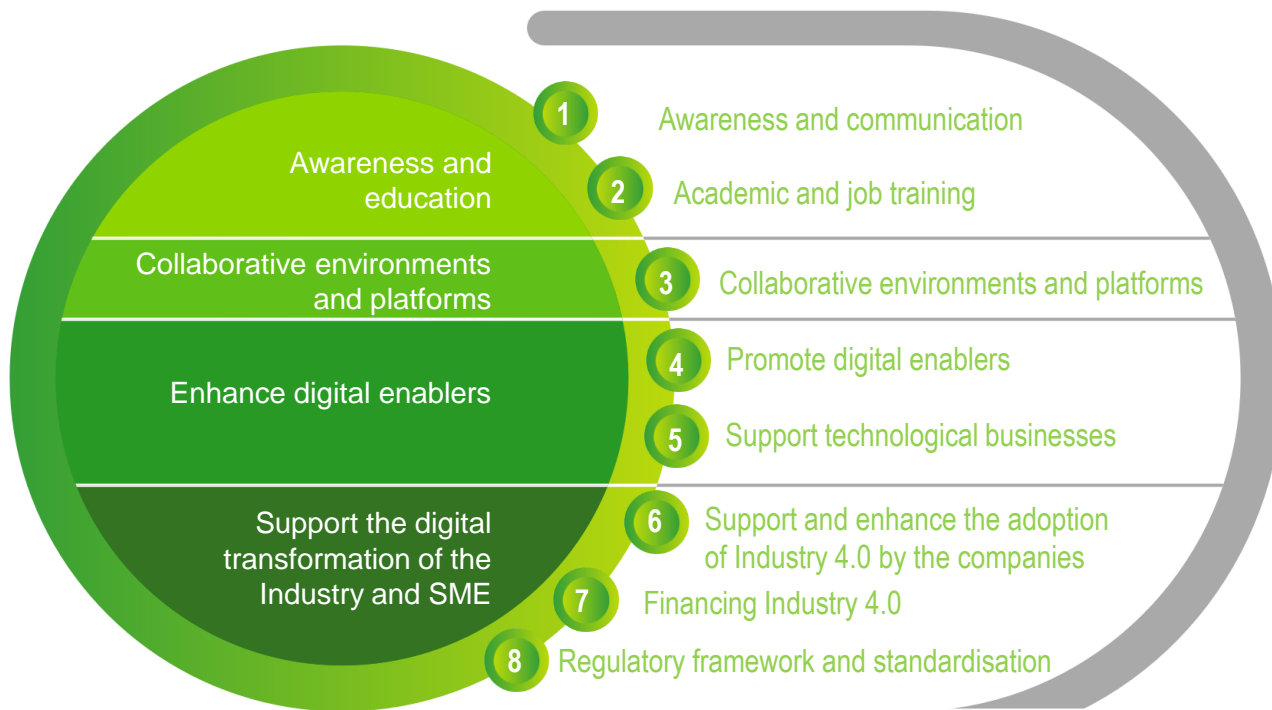 Awareness and
education
1
Awareness and communication
2
Academic and job training
Collaborative environments
and platforms
3
Collaborative environments and platforms
Enhance digital enablers
4
Promote digital enablers
5
Support technological businesses
Support the digital
transformation of the
Industry and SME
6
Support and enhance the adoption
of Industry 4.0 by the companies
7
Financing Industry 4.0
8
Regulatory framework and standardisation